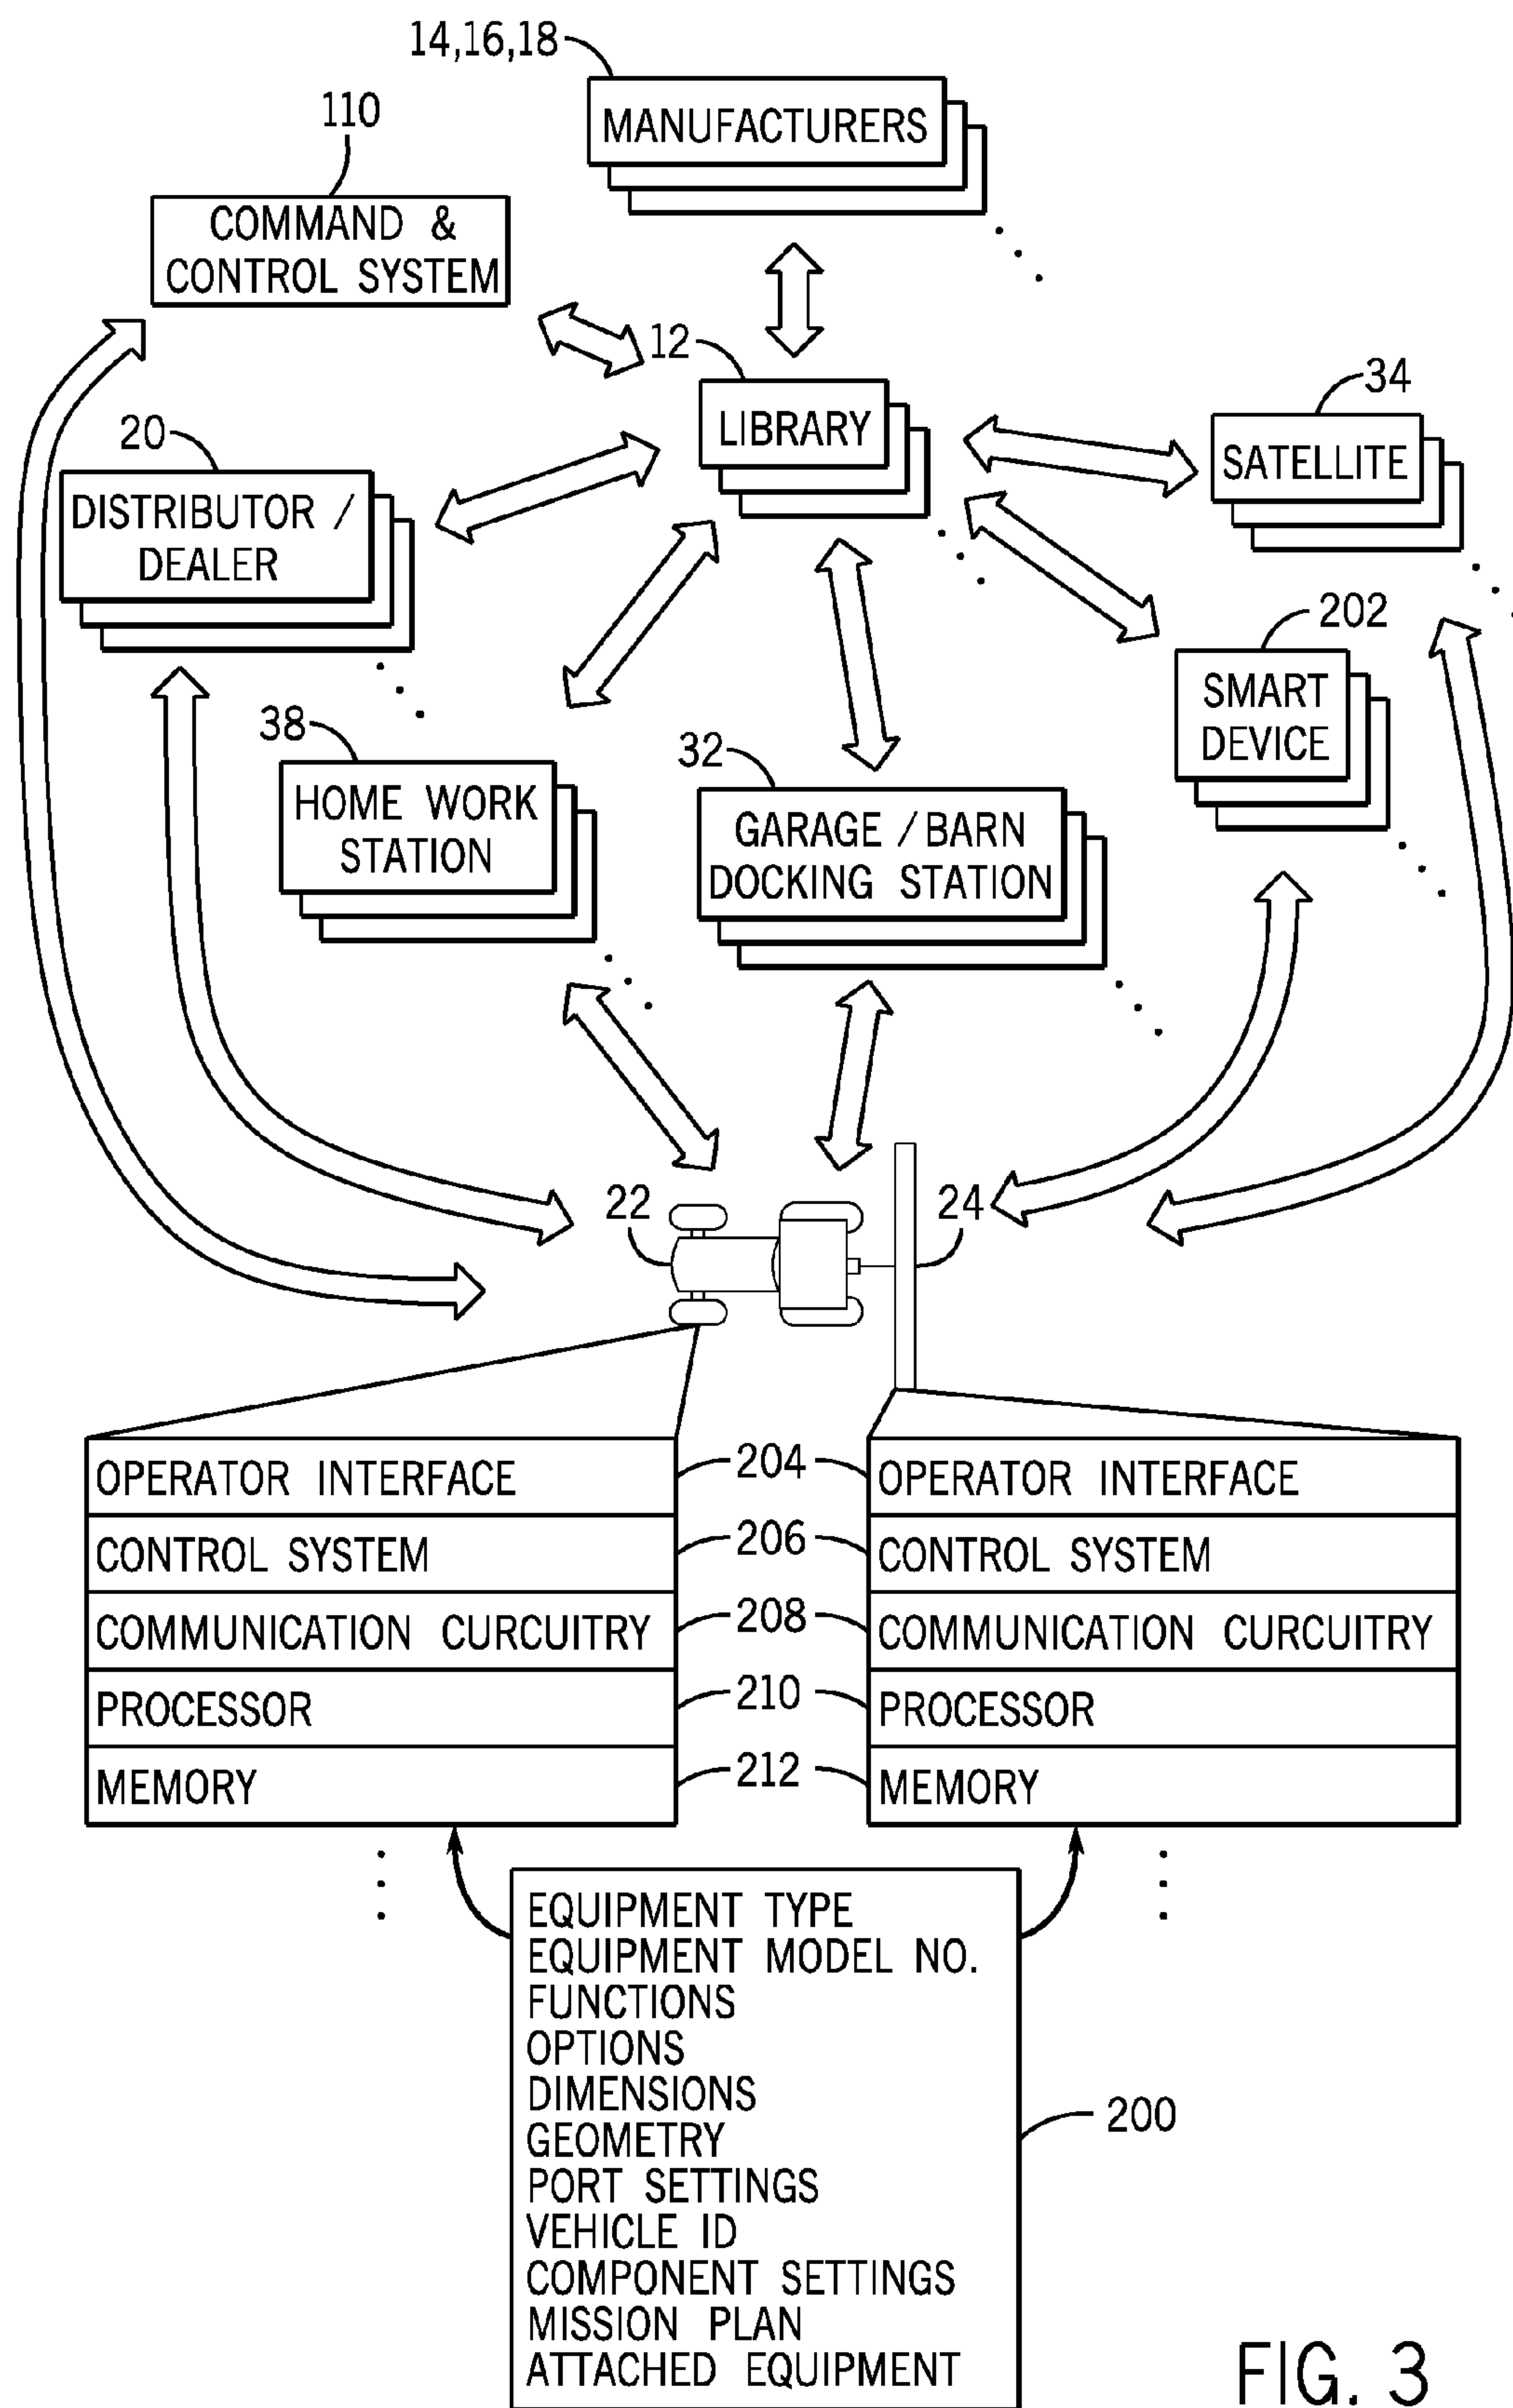 14,16,18
MANUFACTURERS
110
COMMAND &
CONTROL SYSTEM
12
LIBRARY
34
SATELLITE
20
DISTRIBUTOR /
DEALER
202
SMART
DEVICE
38
HOME WORK
STATION
32
GARAGE / BARN
DOCKING STATION
22
24
OPERATOR INTERFACE
204
OPERATOR INTERFACE
CONTROL SYSTEM
206
CONTROL SYSTEM
COMMUNICATION CURCUITRY
208
COMMUNICATION CURCUITRY
PROCESSOR
210
PROCESSOR
MEMORY
212
MEMORY
EQUIPMENT TYPE
EQUIPMENT MODEL NO.
FUNCTIONS
OPTIONS
DIMENSIONS
GEOMETRY
PORT SETTINGS
VEHICLE ID
COMPONENT SETTINGS
MISSION PLAN
ATTACHED EQUIPMENT
200
FIG. 3